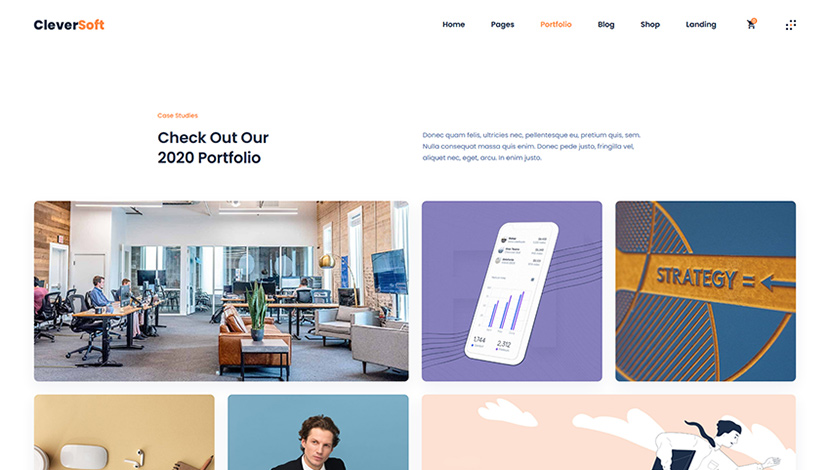 CleverSoft
Home Pages Portfolio Blog Shop Landing
Case Studies
Check Out Our
2020 Portfolio
Donec quam felis, ultricies nec, pellentesque eu, pretium quis, sem.
Nulla consequat massa quis enim. Donec pede justo, fringilla vel,
aliquet nec, eget, arcu. In enim justo.
1,744
2,312
STRATEGY =